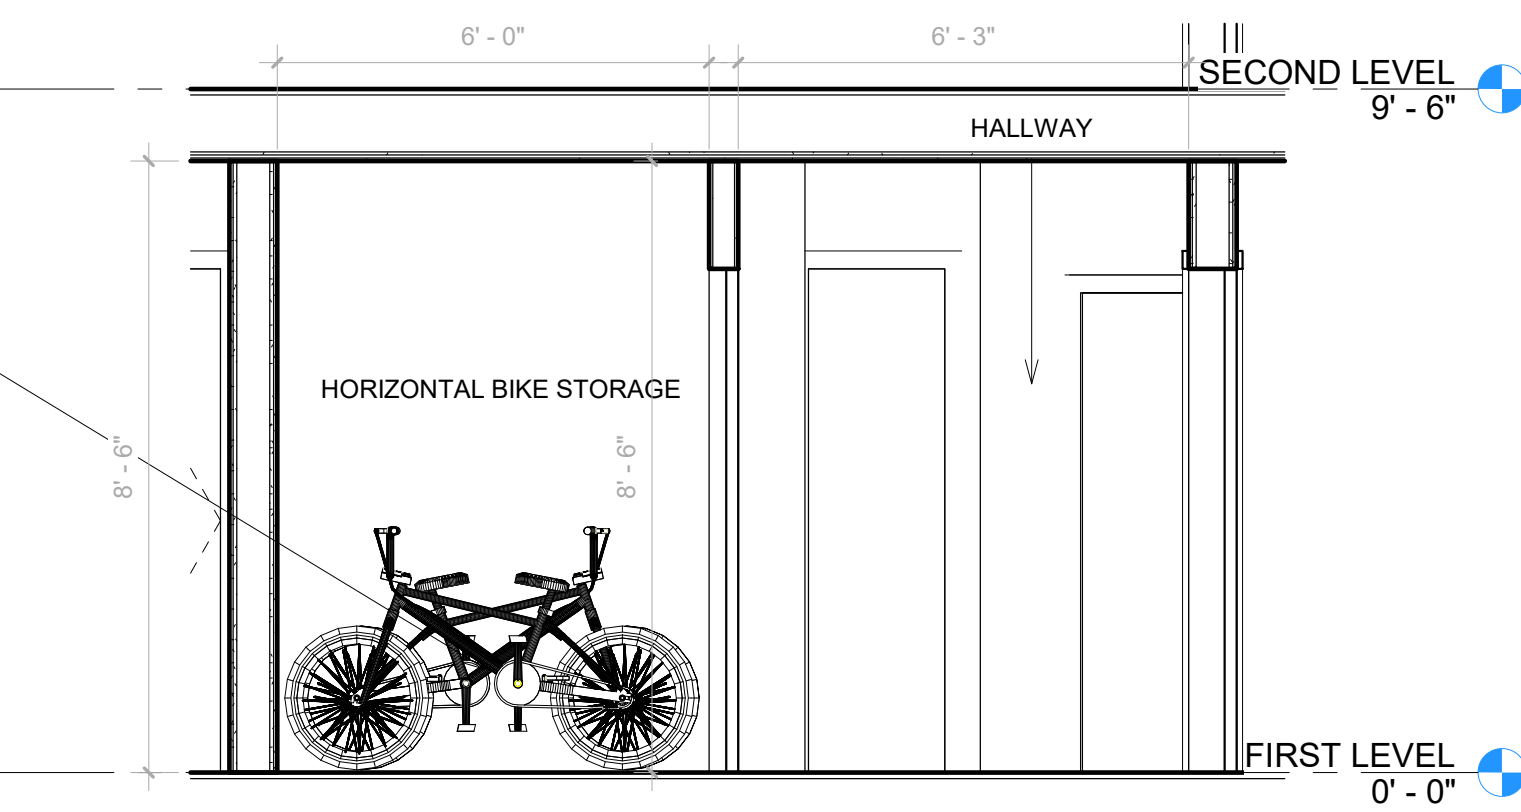 6' - 0"
6' - 3"
SECOND LEVEL
9' - 6"
HALLWAY
HORIZONTAL BIKE STORAGE
8' - 6"
8' - 6"
FIRST LEVEL
0' - 0"